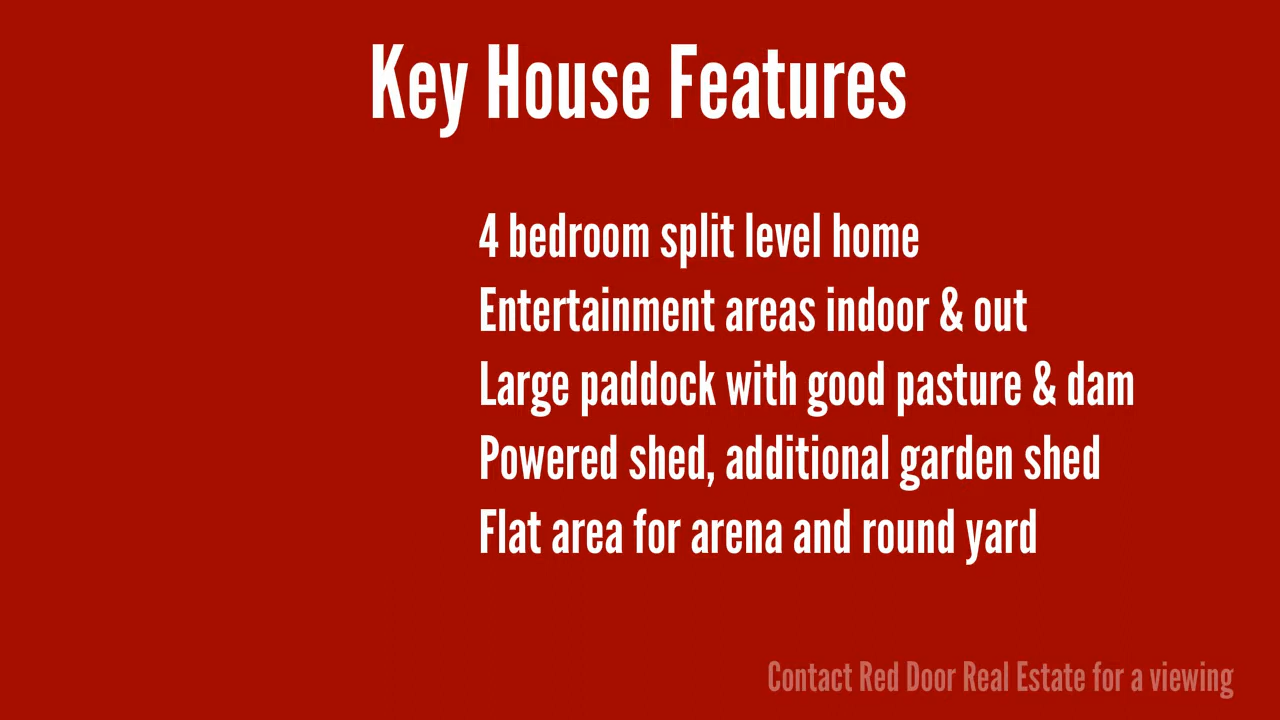 Key House Features
4 bedroom split level home
Entertainment areas indoor & out
Large paddock with good pasture & dam
Powered shed, additional garden shed
Flat area for arena and round yard
Contact Red Door Real Estate for a viewing